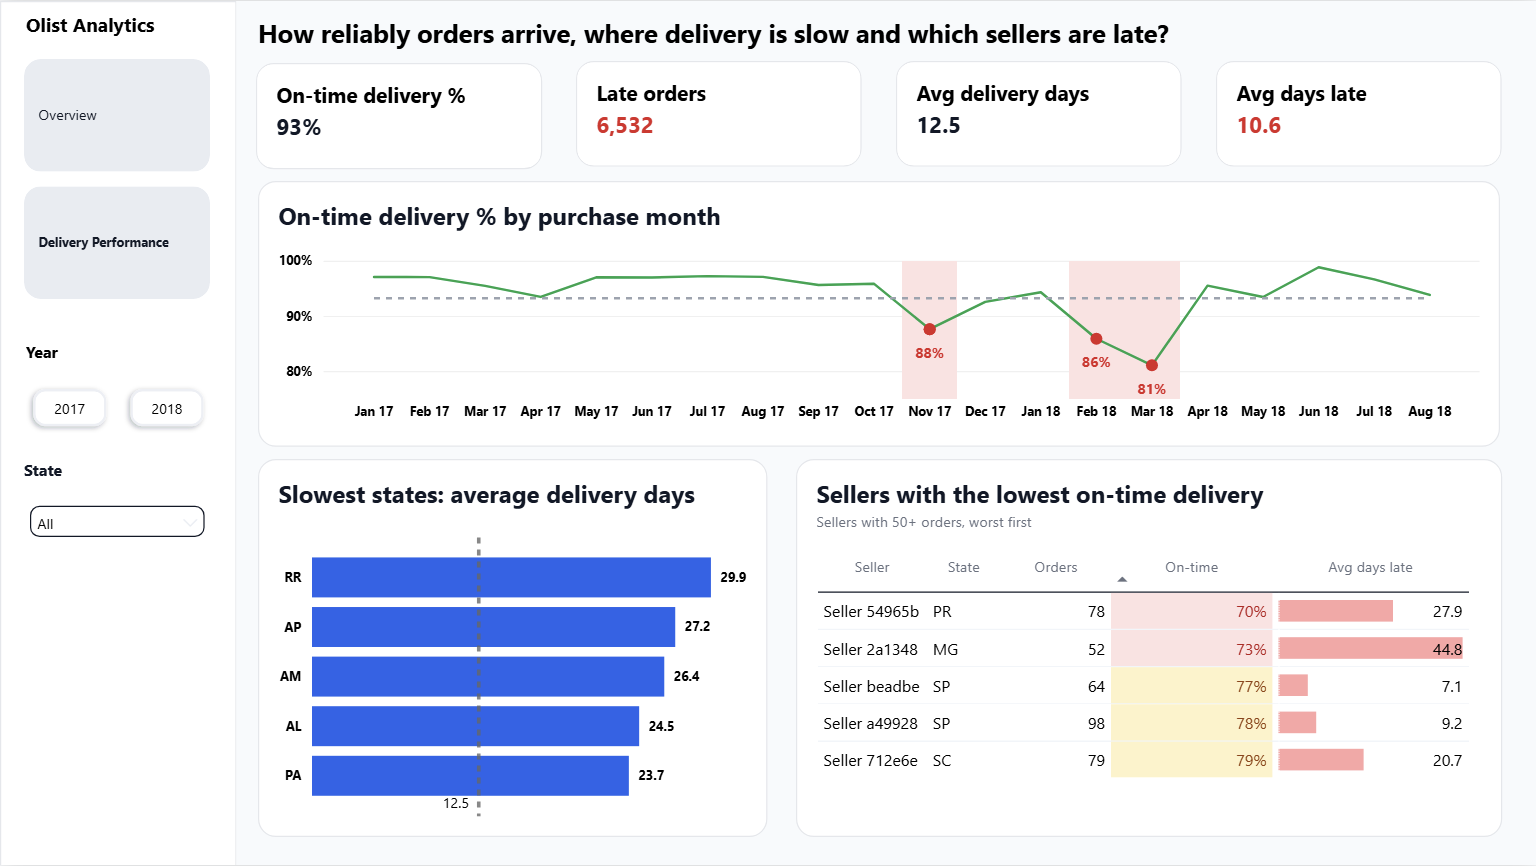 Olist Analytics
Overview
Delivery Performance
Year
2017 2018
State
All
How reliably orders arrive, where delivery is slow and which sellers are late?
On-time delivery %
93%
Late orders
6,532
Avg delivery days
12.5
Avg days late
10.6
On-time delivery % by purchase month
100%
90%
80%
88%
86%
81%
Jan 17 Feb 17 Mar 17 Apr 17 May 17 Jun 17 Jul 17 Aug 17 Sep 17 Oct 17 Nov 17 Dec 17 Jan 18 Feb 18 Mar 18 Apr 18 May 18 Jun 18 Jul 18 Aug 18
Slowest states: average delivery days
RR 29.9
AP 27.2
AM 26.4
AL 24.5
PA 23.7
12.5
Sellers with the lowest on-time delivery
Sellers with 50+ orders, worst first
Seller State Orders On-time Avg days late
Seller 54965b PR 78 70% 27.9
Seller 2a1348 MG 52 73% 44.8
Seller beadbe SP 64 77% 7.1
Seller a49928 SP 98 78% 9.2
Seller 712e6e SC 79 79% 20.7